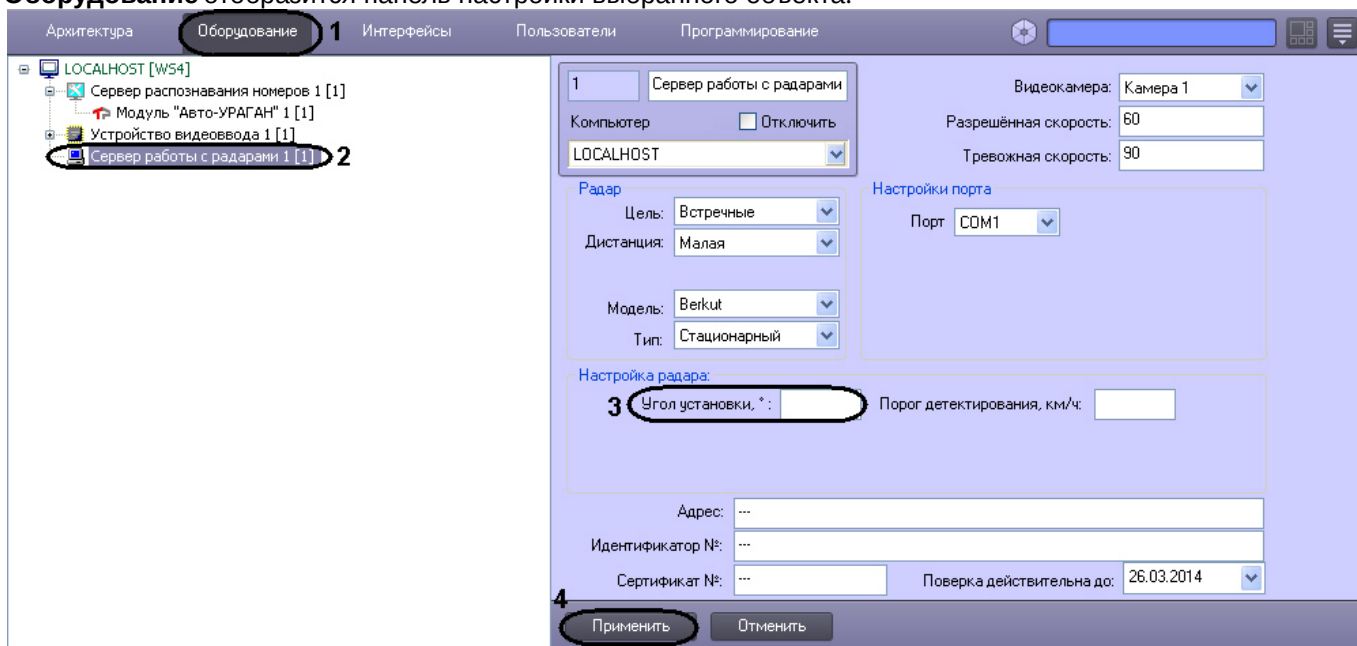 Оборудование отобразится панель настройки выбранного объекта.
Архитектура Оборудование 1 Интерфейсы Пользователи Программирование
LOCALHOST [WS4]
Сервер распознавания номеров 1 [1]
Модуль "Авто-УРАГАН" 1 [1]
Устройство видеоввода 1 [1]
Сервер работы с радарами 1 [1] 2
1 Сервер работы с радарами
Компьютер Отключить
LOCALHOST
Видеокамера: Камера 1
Разрешённая скорость: 60
Тревожная скорость: 90
Радар
Цель: Встречные
Дистанция: Малая
Модель: Berkut
Тип: Стационарный
Настройки порта
Порт COM1
Настройка радара:
3 Угол установки, ° : Порог детектирования, км/ч:
Адрес: ---
Идентификатор №: ---
Сертификат №: --- Поверка действительна до: 26.03.2014
4
Применить Отменить